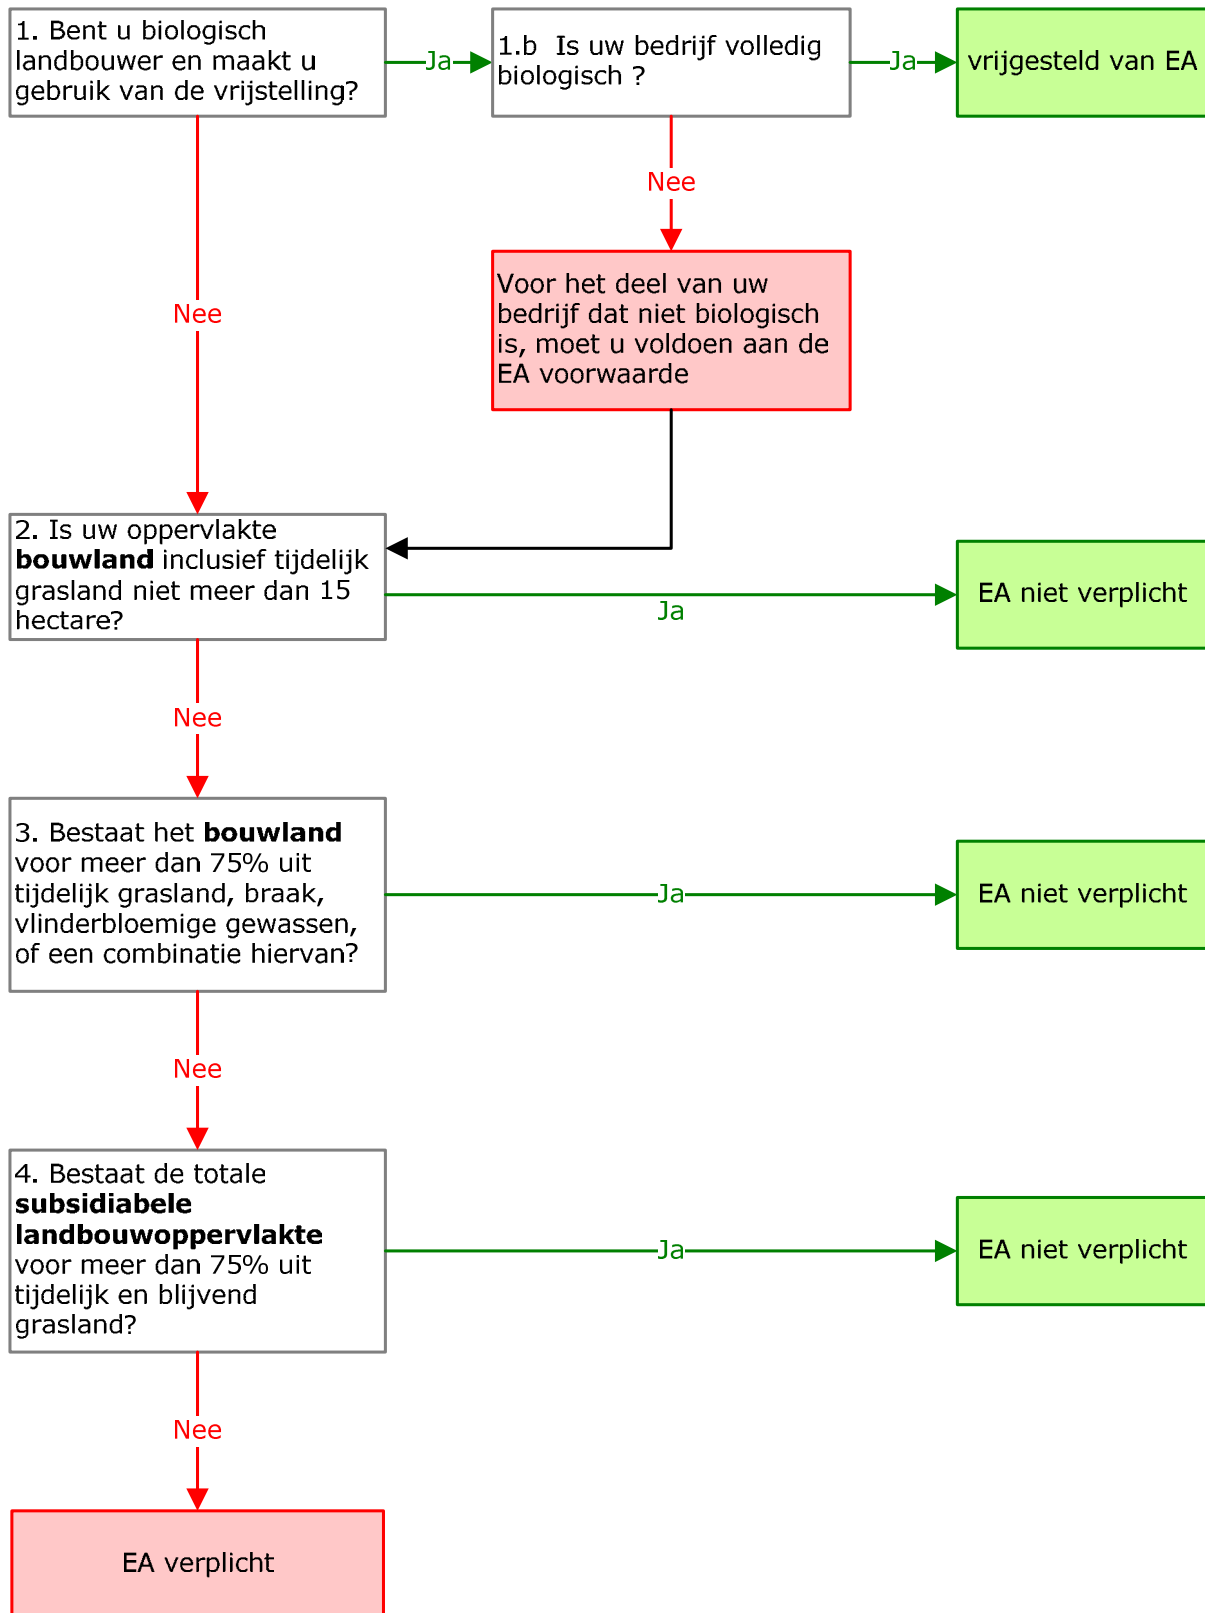 1. Bent u biologisch
landbouwer en maakt u
gebruik van de vrijstelling?
Ja
1.b  Is uw bedrijf volledig
biologisch ?
Ja
vrijgesteld van EA
Nee
Voor het deel van uw
bedrijf dat niet biologisch
is, moet u voldoen aan de
EA voorwaarde
Nee
2. Is uw oppervlakte
bouwland inclusief tijdelijk
grasland niet meer dan 15
hectare?
Ja
EA niet verplicht
Nee
3. Bestaat het bouwland
voor meer dan 75% uit
tijdelijk grasland, braak,
vlinderbloemige gewassen,
of een combinatie hiervan?
Ja
EA niet verplicht
Nee
4. Bestaat de totale
subsidiabele
landbouwoppervlakte
voor meer dan 75% uit
tijdelijk en blijvend
grasland?
Ja
EA niet verplicht
Nee
EA verplicht